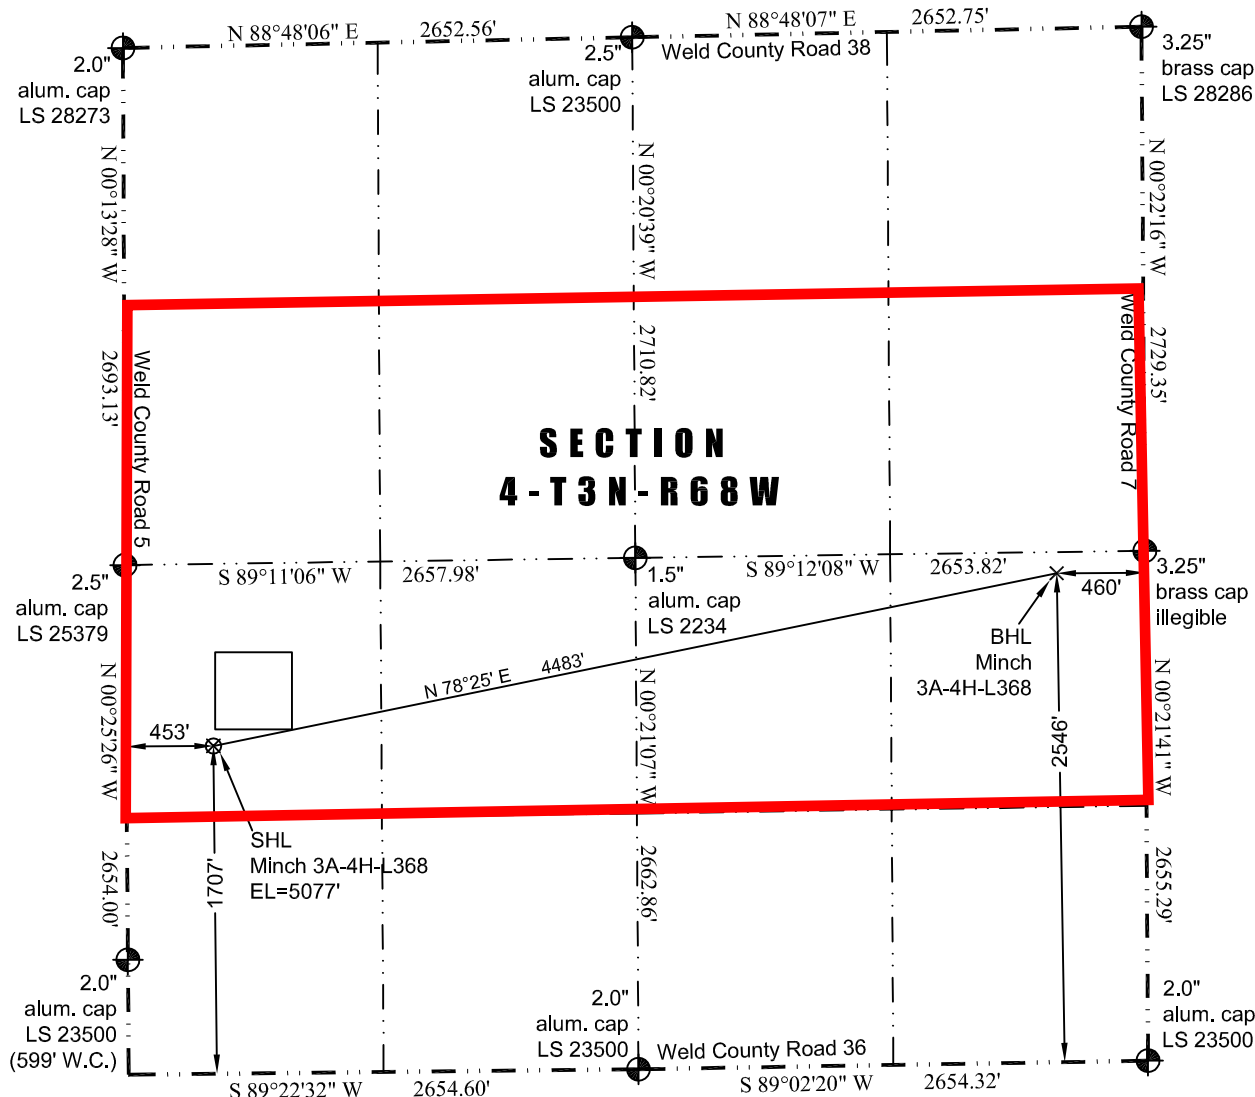 N 88°48'06" E
2652.56'
N 88°48'07" E
2652.75'
Weld County Road 38
2.0"
alum. cap
LS 28273
2.5"
alum. cap
LS 23500
3.25"
brass cap
LS 28286
N 00°13'28" W
2693.13'
Weld County Road 5
N 00°20'39" W
2710.82'
N 00°22'16" W
2729.35'
Weld County Road 7
SECTION
4-T3N-R68W
2.5"
alum. cap
LS 25379
S 89°11'06" W
2657.98'
1.5"
alum. cap
LS 2234
S 89°12'08" W
2653.82'
3.25"
brass cap
illegible
460'
BHL
Minch
3A-4H-L368
N 78°25' E
4483'
453'
N 00°25'26" W
2654.00'
N 00°21'07" W
2662.86'
N 00°21'41" W
2655.29'
2546'
SHL
Minch 3A-4H-L368
EL=5077'
1707'
2.0"
alum. cap
LS 23500
(599' W.C.)
2.0"
alum. cap
LS 23500
Weld County Road 36
2.0"
alum. cap
LS 23500
S 89°22'32" W
2654.60'
S 89°02'20" W
2654.32'